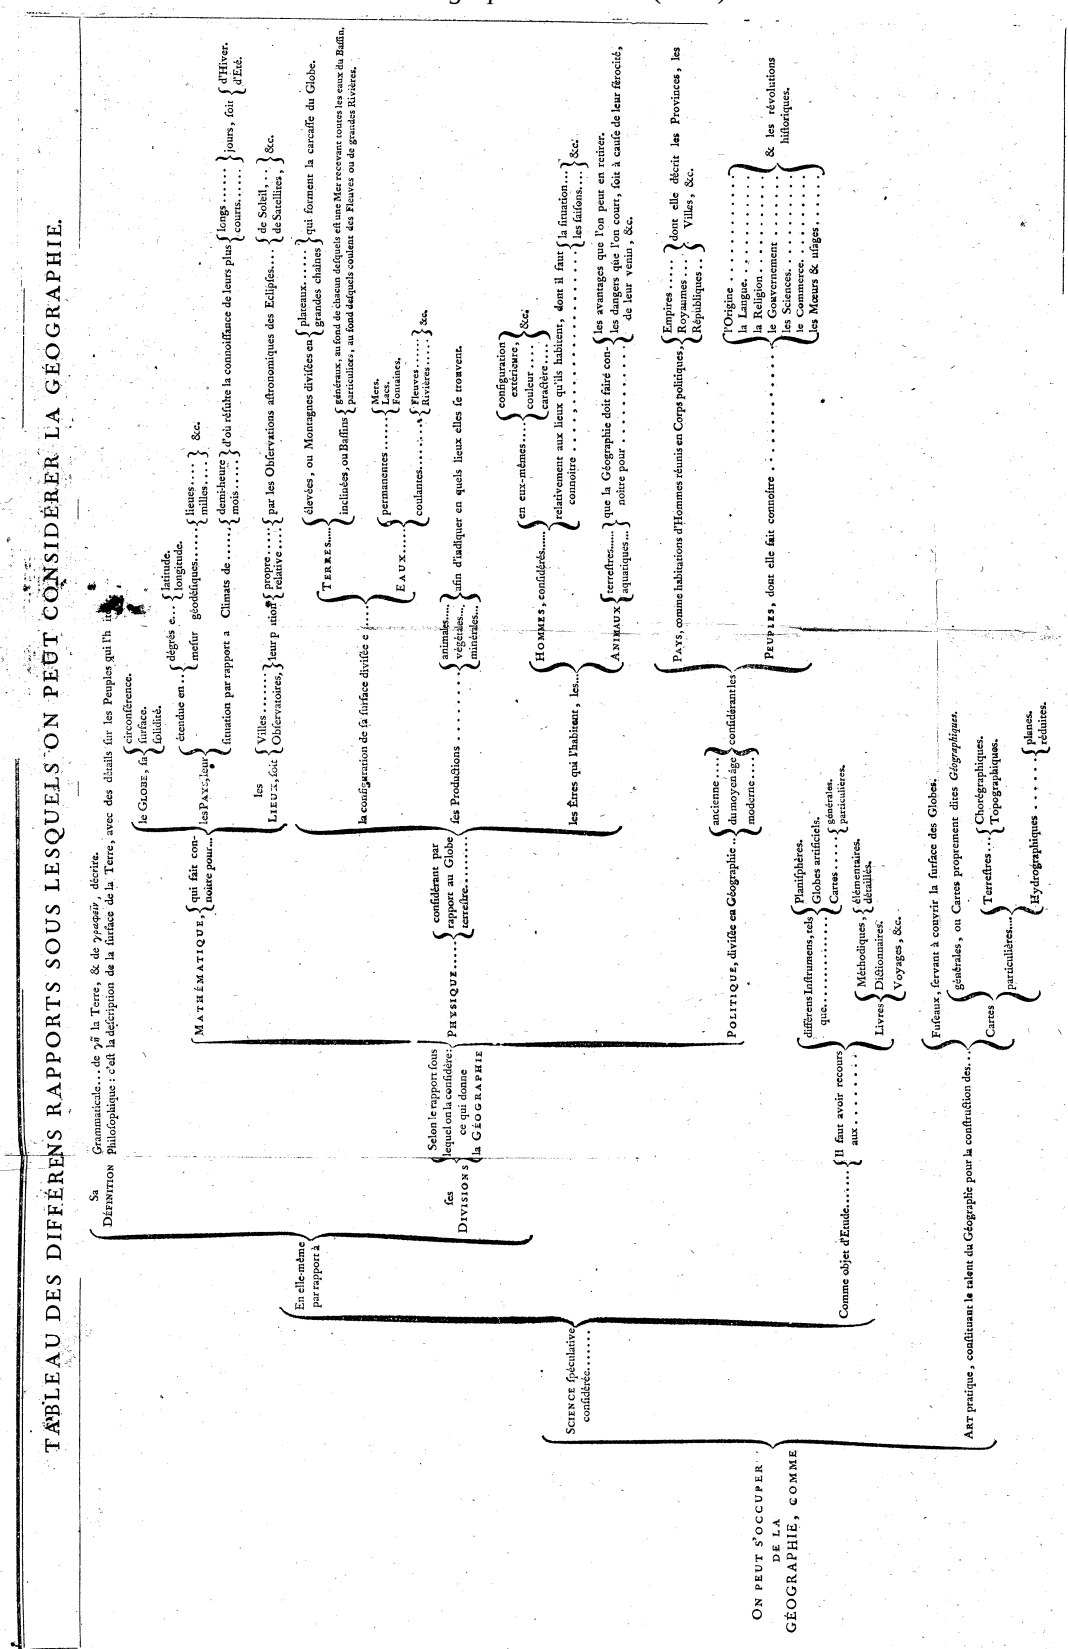 TABLEAU DES DIFFÉRENS RAPPORTS SOUS LESQUELS ON PEUT CONSIDÉRER LA GÉOGRAPHIE.
ON PEUT S'OCCUPER
DE LA
GÉOGRAPHIE, COMME
SCIENCE ſpéculative
conſidérée......
En elle-même
par rapport à
Sa
DÉFINITION
Grammaticale...de γῆ la Terre, & de γραφειν, décrire.
Philoſophique : c'eſt la deſcription de la ſurface de la Terre, avec des détails ſur les Peuples qui l'h
ſes
DIVISIONS
Selon le rapport ſous
lequel on la conſidère:
ce qui donne
la GÉOGRAPHIE
MATHÉMATIQUE,
qui fait con-
noitre pour...
le GLOBE, ſa
circonférence.
ſurface.
ſolidité.
les PAYS, leur
étendue en...
dégrés e...
latitude.
longitude.
meſur géodéſiques......
lieues....
milles....
&c.
ſituation par rapport a Climats de......
demi-heure
mois....
d'où réſulte la connoiſſance de leurs plus
longs......
courts.....
jours, ſoit
d'Hiver.
d'Eté.
les
LIEUX, ſoit
Villes.......
Obſervatoires,
leur p ition
propre....
relative...
par les Obſervations aſtronomiques des Eclipſes...
de Soleil,...
de Satellites,
&c.
PHYSIQUE.....
conſidérant par
rapport au Globe
terreſtre.........
la configuration de ſa ſurface diviſée e
TERRES.....
élevées, ou Montagnes diviſées en
plateaux......
grandes chaînes
qui forment la carcaſſe du Globe.
inclinées, ou Baſſins
généraux, au fond de chacun deſquels eſt une Mer recevant toutes les eaux du Baſſin.
particuliers, au fond deſquels coulent des Fleuves ou de grandes Rivières.
EAUX.....
permanentes......
Mers.
Lacs.
Fontaines.
coulantes........
Fleuves.....
Rivières.....
&c.
ſes Productions.........
animales....
végétales...
minérales...
afin d'indiquer en quels lieux elles ſe trouvent.
les Êtres qui l'habitent, les...
HOMMES, conſidérés.....
en eux-mêmes....
configuration
extérieure,
couleur....
caractère.....
&c.
relativement aux lieux qu'ils habitent, dont il faut
connoître
la ſituation....
les ſaiſons....
&c.
ANIMAUX
terreſtres.....
aquatiques...
que la Géographie doit faire con-
noitre pour
les avantages que l'on peut en retirer.
les dangers que l'on court, ſoit à cauſe de leur férocité,
de leur venin, &c.
POLITIQUE, diviſée en Géographie..
ancienne....
du moyen âge
moderne....
conſidérant les
PAYS, comme habitations d'Hommes réunis en Corps politiques,
Empires.....
Royaumes....
Républiques..
dont elle décrit les Provinces, les
Villes, &c.
PEUPLES, dont elle fait connoître
l'Origine
la Langue.
la Religion
le Gouvernement
les Sciences.
le Commerce.
les Mœurs & uſages
& les révolutions
hiſtoriques.
Comme objet d'Etude......
Il faut avoir recours
aux
différens Inſtrumens, tels
que
Planiſphères.
Globes artificiels.
Cartes......
générales.
particulières.
Livres
Méthodiques,
élémentaires.
détaillés.
Dictionnaires.
Voyages, &c.
ART pratique, conſtituant le talent du Géographe pour la conſtruction des...
Fuſeaux, ſervant à couvrir la ſurface des Globes.
Cartes
générales, ou Cartes proprement dites Géographiques.
particulières...
Terreſtres....
Chorégraphiques.
Topographiques.
Hydrographiques
planes.
réduites.